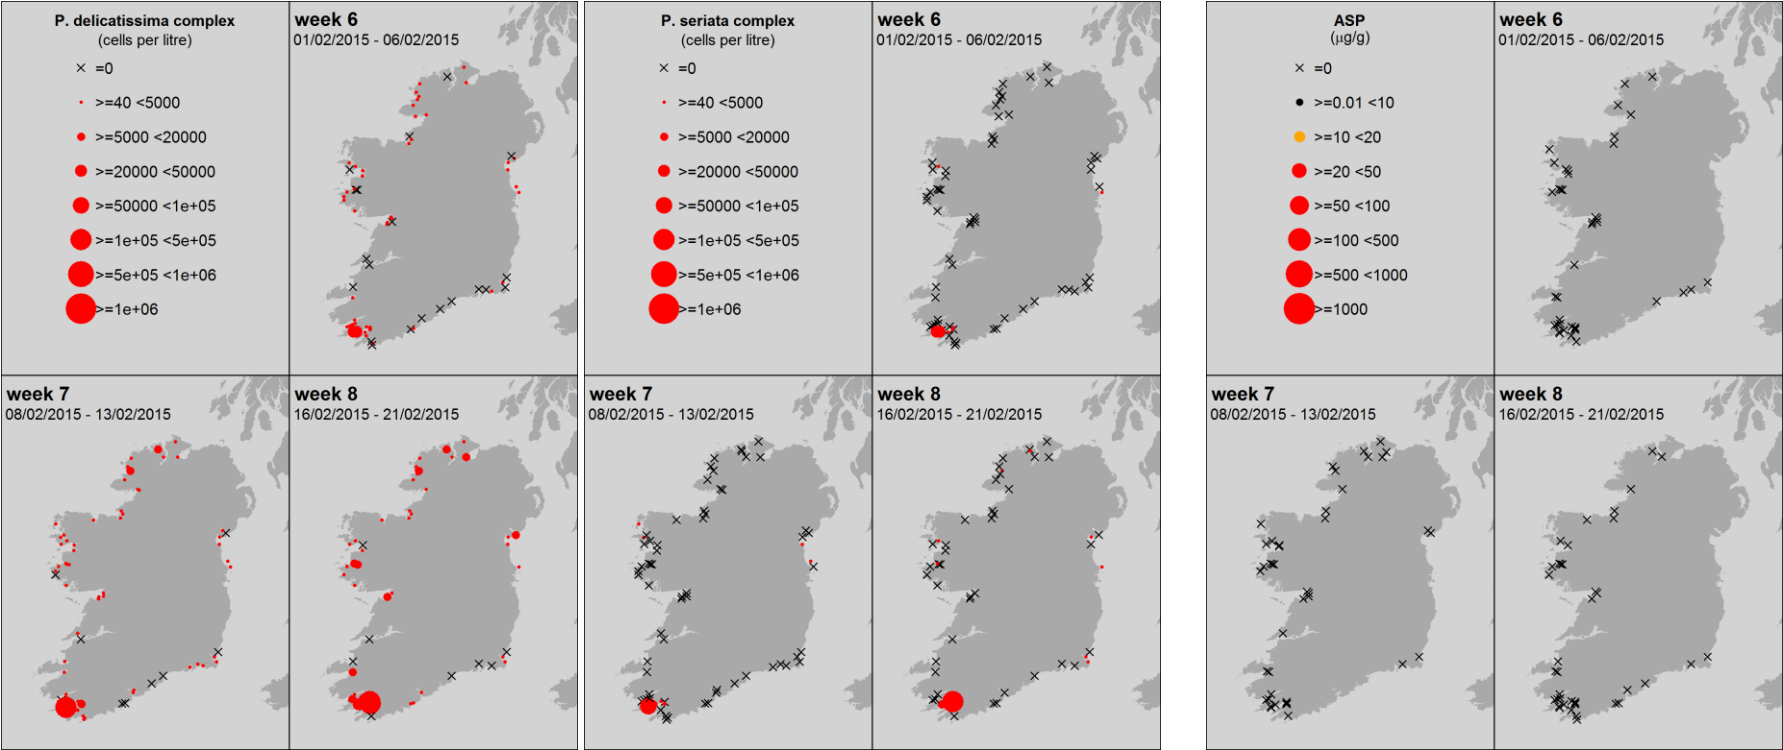 P. delicatissima complex
(cells per litre)
=0
>=40 <5000
>=5000 <20000
>=20000 <50000
>=50000 <1e+05
>=1e+05 <5e+05
>=5e+05 <1e+06
>=1e+06
week 6
01/02/2015 - 06/02/2015
week 7
08/02/2015 - 13/02/2015
week 8
16/02/2015 - 21/02/2015
P. seriata complex
(cells per litre)
=0
>=40 <5000
>=5000 <20000
>=20000 <50000
>=50000 <1e+05
>=1e+05 <5e+05
>=5e+05 <1e+06
>=1e+06
week 6
01/02/2015 - 06/02/2015
week 7
08/02/2015 - 13/02/2015
week 8
16/02/2015 - 21/02/2015
ASP
(μg/g)
=0
>=0.01 <10
>=10 <20
>=20 <50
>=50 <100
>=100 <500
>=500 <1000
>=1000
week 6
01/02/2015 - 06/02/2015
week 7
08/02/2015 - 13/02/2015
week 8
16/02/2015 - 21/02/2015